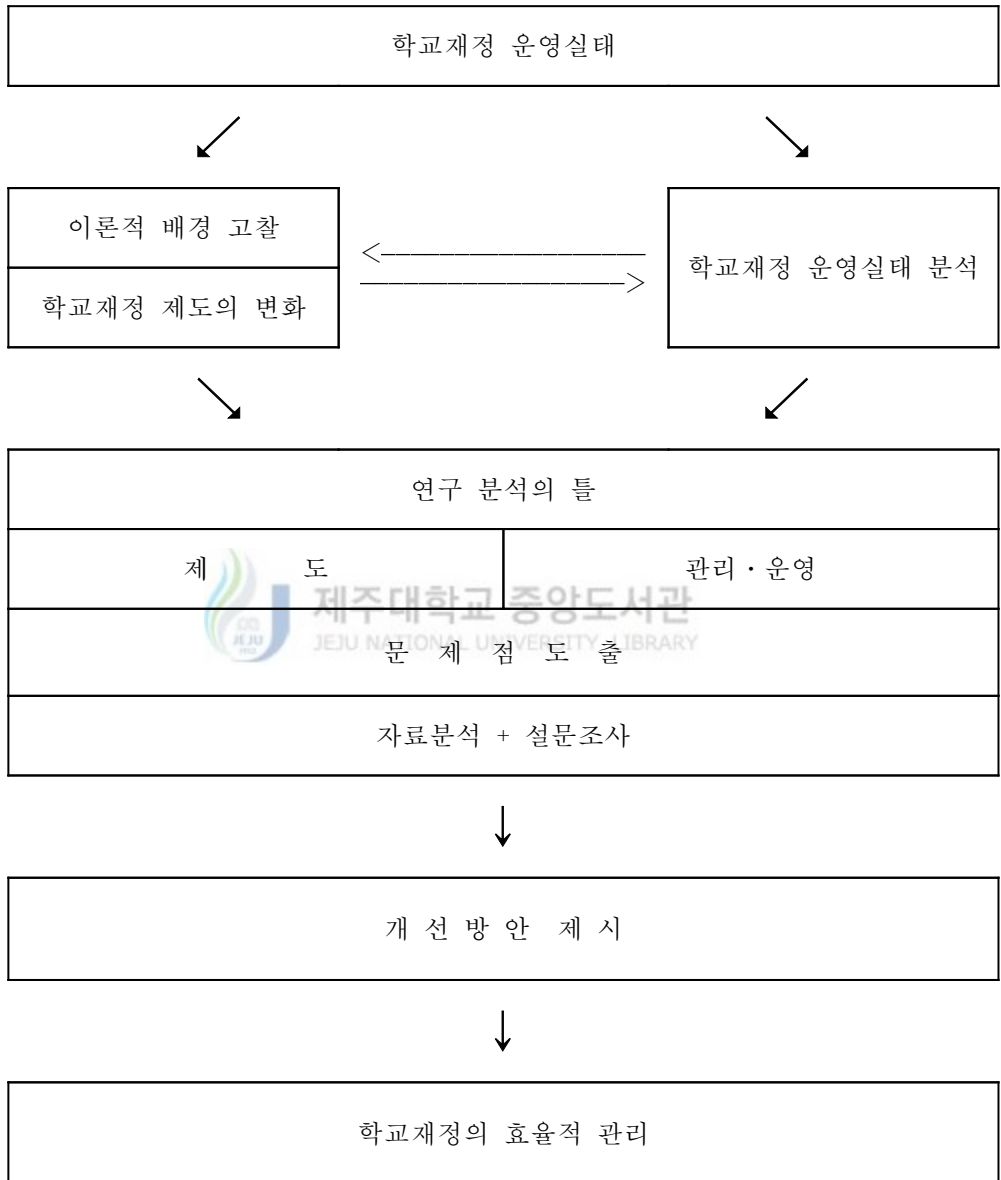 학교재정 운영실태
이론적 배경 고찰
학교재정 제도의 변화
학교재정 운영실태 분석
연구 분석의 틀
제 도
관리・운영
제주대학교 중앙도서관
JEJU NATIONAL UNIVERSITY LIBRARY
문 제 점 도 출
자료분석 + 설문조사
개 선 방 안 제 시
학교재정의 효율적 관리